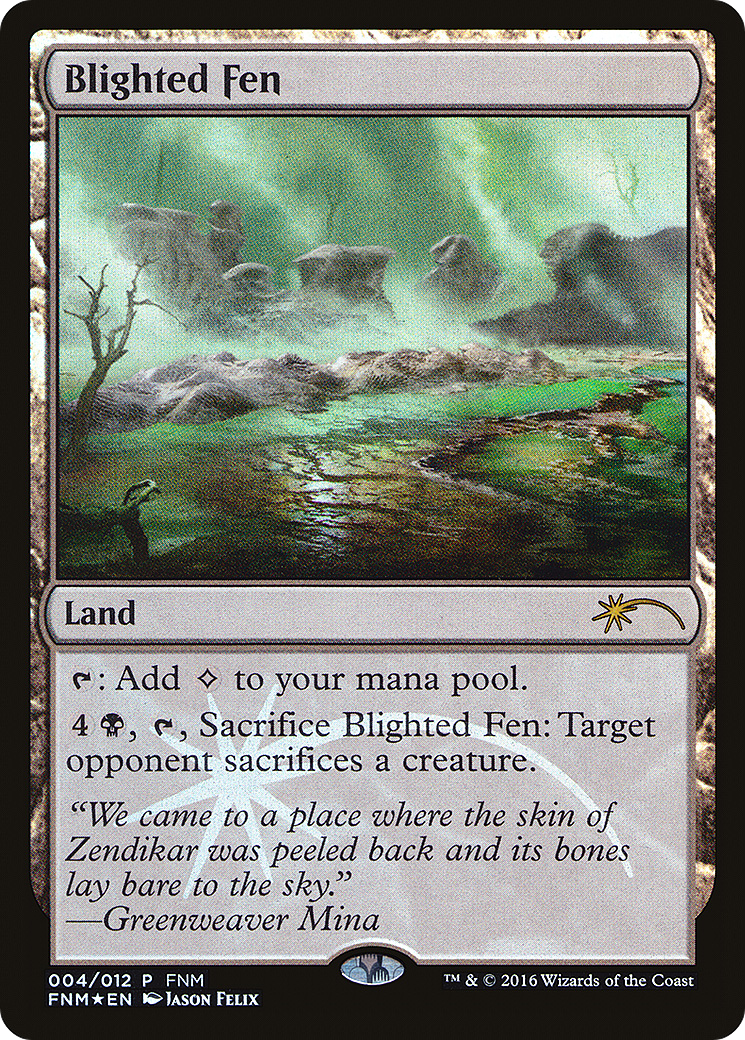 Blighted Fen
Land
: Add to your mana pool.
4 , , Sacrifice Blighted Fen: Target
opponent sacrifices a creature.
“We came to a place where the skin of
Zendikar was peeled back and its bones
lay bare to the sky.”
—Greenweaver Mina
004/012 P FNM
FNM★EN Jason Felix
™ & © 2016 Wizards of the Coast